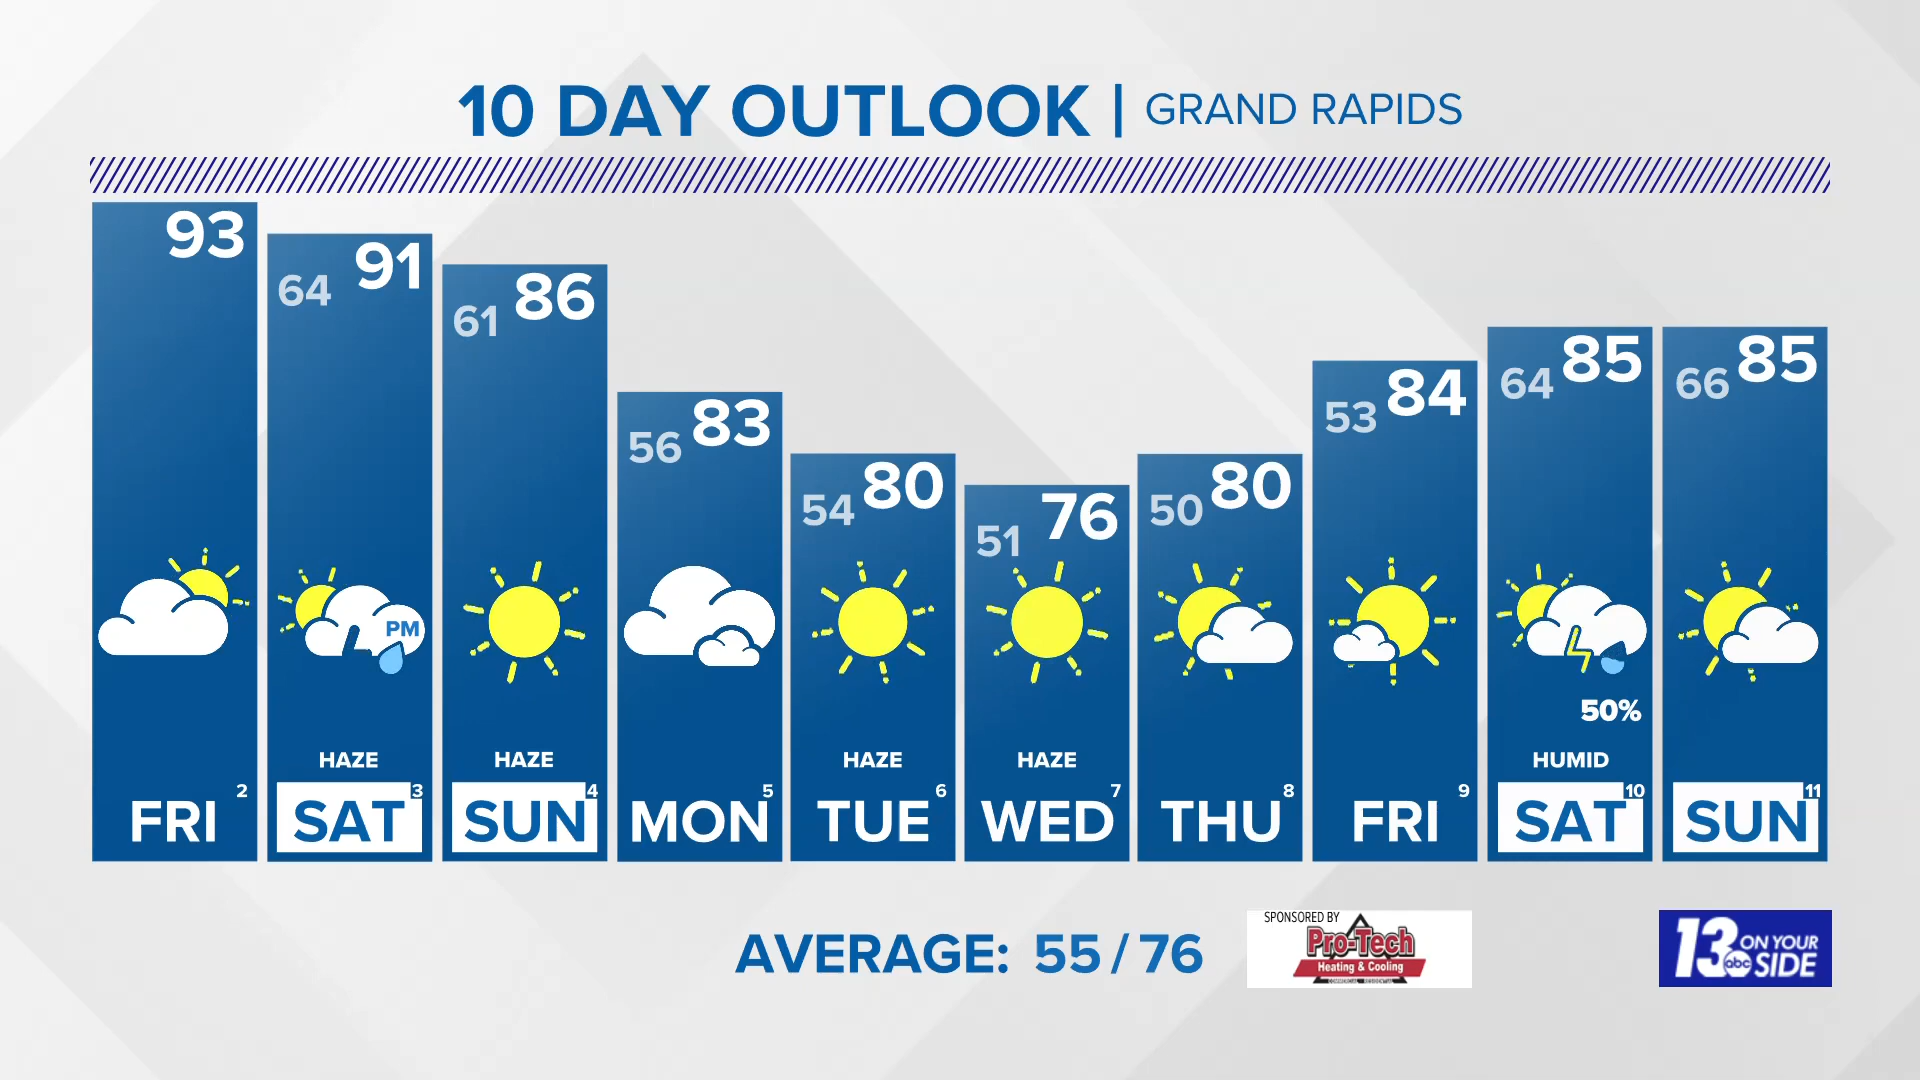 10 DAY OUTLOOK | GRAND RAPIDS
93
64 91
61 86
56 83
54 80
51 76
50 80
53 84
64 85
66 85
PM
50%
HAZE
HAZE
HAZE
HAZE
HUMID
FRI 2
SAT 3
SUN 4
MON 5
TUE 6
WED 7
THU 8
FRI 9
SAT 10
SUN 11
AVERAGE: 55 / 76
SPONSORED BY
Pro-Tech
Heating & Cooling
COMMERCIAL - RESIDENTIAL
13 ON YOUR
abc SIDE